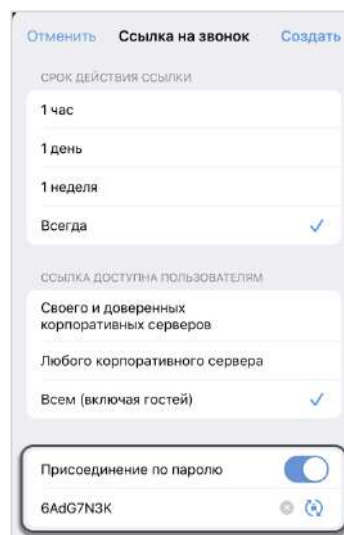 Отменить Ссылка на звонок Создать
СРОК ДЕЙСТВИЯ ССЫЛКИ
1 час
1 день
1 неделя
Всегда
ССЫЛКА ДОСТУПНА ПОЛЬЗОВАТЕЛЯМ
Своего и доверенных
корпоративных серверов
Любого корпоративного сервера
Всем (включая гостей)
Присоединение по паролю
6AdG7N3K